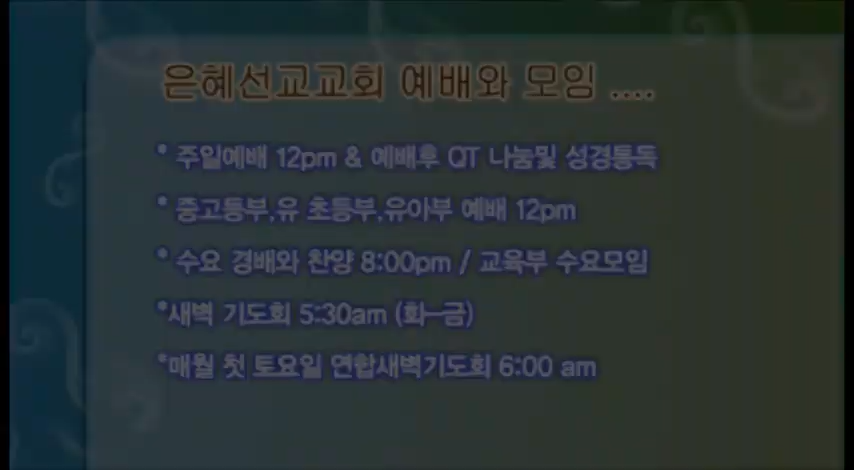 은혜선교교회 예배와 모임 ....
* 주일예배 12pm & 예배후 QT 나눔및 성경통독
* 중고등부,유 초등부,유아부 예배 12pm
* 수요 경배와 찬양 8:00pm / 교육부 수요모임
*새벽 기도회 5:30am (화-금)
*매월 첫 토요일 연합새벽기도회 6:00 am